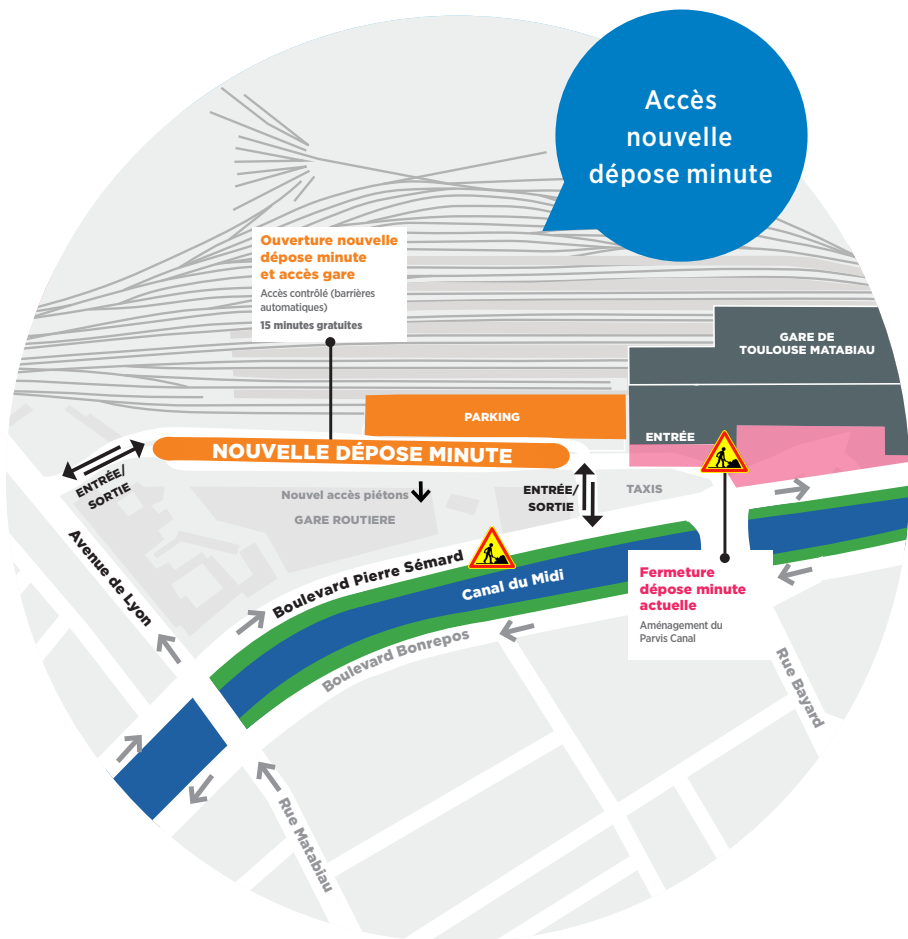 Accès
nouvelle
dépose minute
Ouverture nouvelle
dépose minute
et accès gare
Accès contrôlé (barrières
automatiques)
15 minutes gratuites
GARE DE
TOULOUSE MATABIAU
PARKING
ENTRÉE
NOUVELLE DÉPOSE MINUTE
ENTRÉE/
SORTIE
Nouvel accès piétons
GARE ROUTIERE
ENTRÉE/
SORTIE
TAXIS
Avenue de Lyon
Boulevard Pierre Sémard
Canal du Midi
Boulevard Bonrepos
Fermeture
dépose minute
actuelle
Aménagement du
Parvis Canal
Rue Bayard
Rue Matabiau